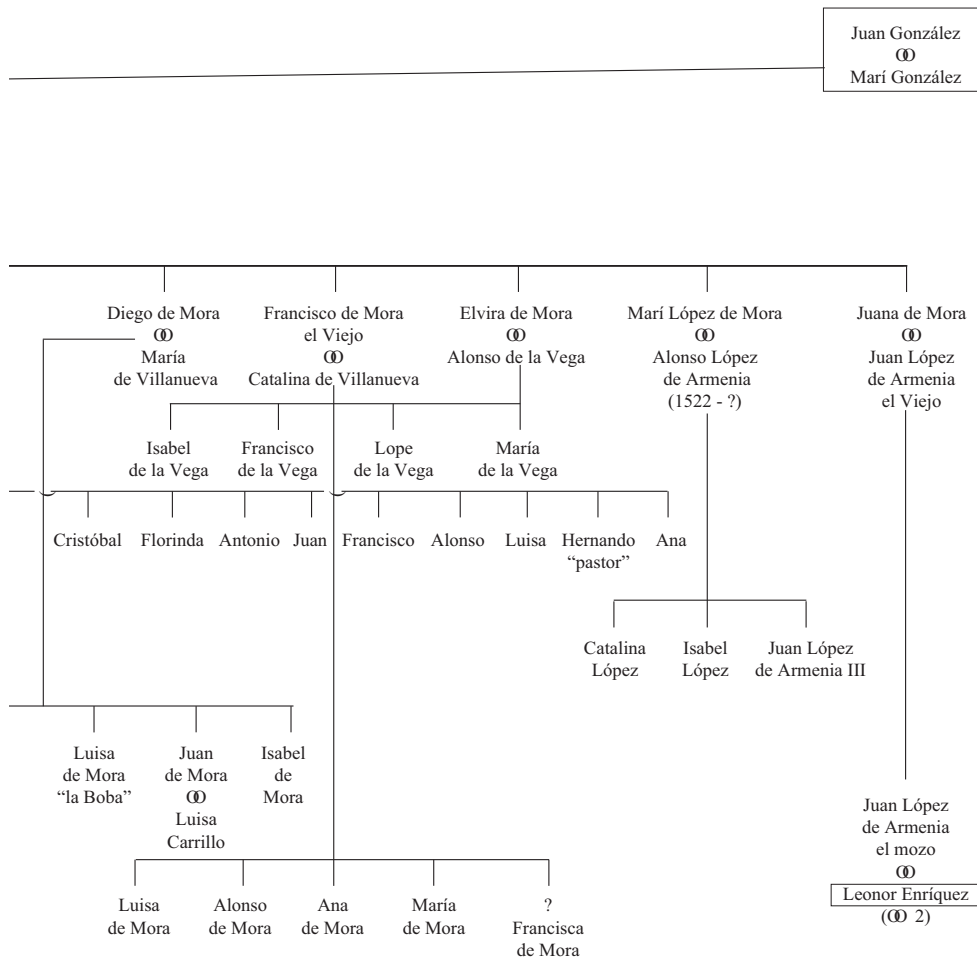 Juan González
Ꝏ
Marí González
Diego de Mora
Ꝏ
María
de Villanueva
Francisco de Mora
el Viejo
Ꝏ
Catalina de Villanueva
Elvira de Mora
Ꝏ
Alonso de la Vega
Marí López de Mora
Ꝏ
Alonso López
de Armenia
(1522 - ?)
Juana de Mora
Ꝏ
Juan López
de Armenia
el Viejo
Isabel
de la Vega
Francisco
de la Vega
Lope
de la Vega
María
de la Vega
Cristóbal
Florinda
Antonio
Juan
Francisco
Alonso
Luisa
Hernando
“pastor”
Ana
Catalina
López
Isabel
López
Juan López
de Armenia III
Luisa
de Mora
“la Boba”
Juan
de Mora
Ꝏ
Luisa
Carrillo
Isabel
de
Mora
Juan López
de Armenia
el mozo
Ꝏ
Leonor Enríquez
(Ꝏ 2)
Luisa
de Mora
Alonso
de Mora
Ana
de Mora
María
de Mora
?
Francisca
de Mora